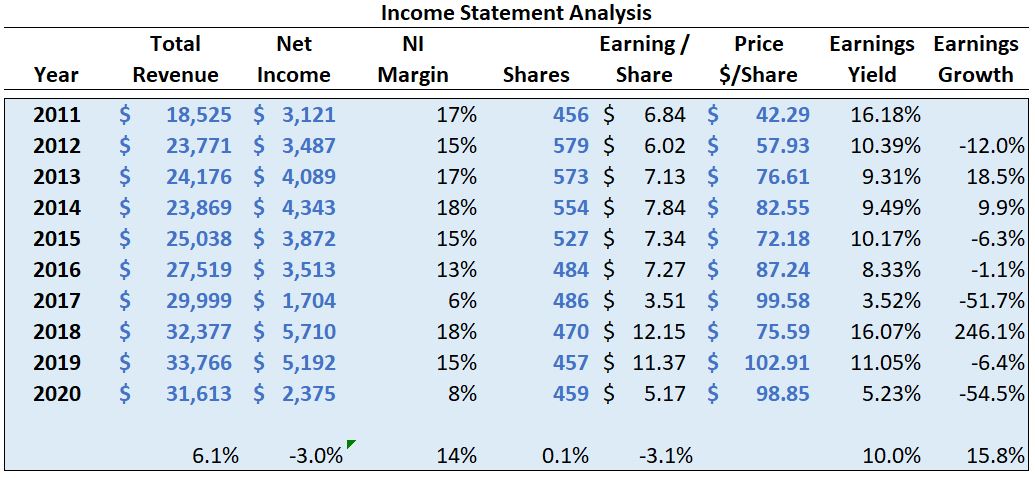 Income Statement Analysis
Total Net NI Earning / Price Earnings Earnings
Year Revenue Income Margin Shares Share $/Share Yield Growth
2011 $ 18,525 $ 3,121 17% 456 $ 6.84 $ 42.29 16.18%
2012 $ 23,771 $ 3,487 15% 579 $ 6.02 $ 57.93 10.39% -12.0%
2013 $ 24,176 $ 4,089 17% 573 $ 7.13 $ 76.61 9.31% 18.5%
2014 $ 23,869 $ 4,343 18% 554 $ 7.84 $ 82.55 9.49% 9.9%
2015 $ 25,038 $ 3,872 15% 527 $ 7.34 $ 72.18 10.17% -6.3%
2016 $ 27,519 $ 3,513 13% 484 $ 7.27 $ 87.24 8.33% -1.1%
2017 $ 29,999 $ 1,704 6% 486 $ 3.51 $ 99.58 3.52% -51.7%
2018 $ 32,377 $ 5,710 18% 470 $ 12.15 $ 75.59 16.07% 246.1%
2019 $ 33,766 $ 5,192 15% 457 $ 11.37 $ 102.91 11.05% -6.4%
2020 $ 31,613 $ 2,375 8% 459 $ 5.17 $ 98.85 5.23% -54.5%
6.1% -3.0% 14% 0.1% -3.1% 10.0% 15.8%